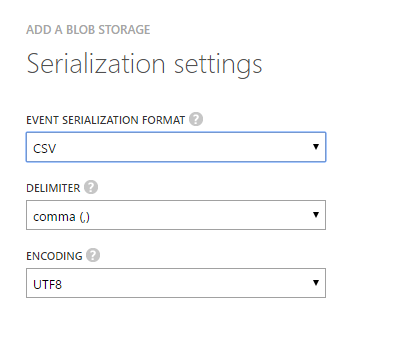 ADD A BLOB STORAGE
Serialization settings
EVENT SERIALIZATION FORMAT ?
CSV
DELIMITER ?
comma (,)
ENCODING ?
UTF8